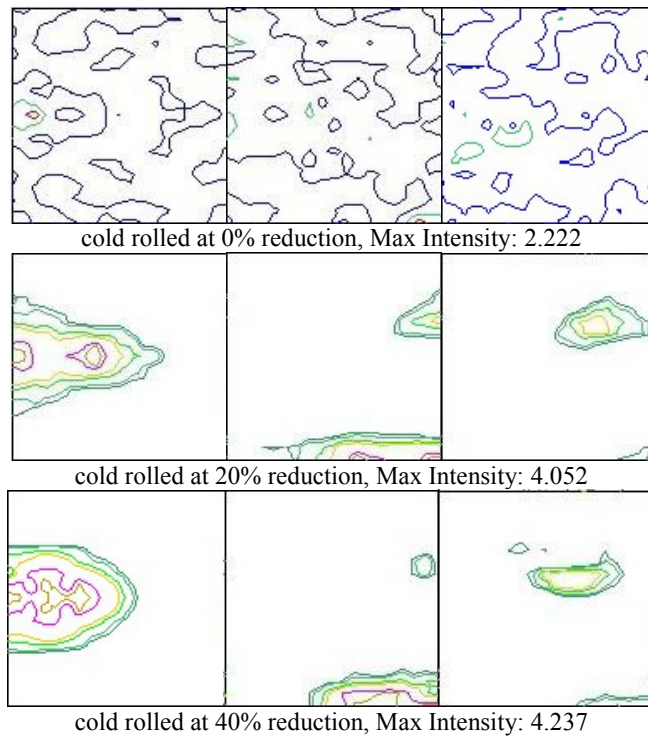 cold rolled at 0% reduction, Max Intensity: 2.222
cold rolled at 20% reduction, Max Intensity: 4.052
cold rolled at 40% reduction, Max Intensity: 4.237